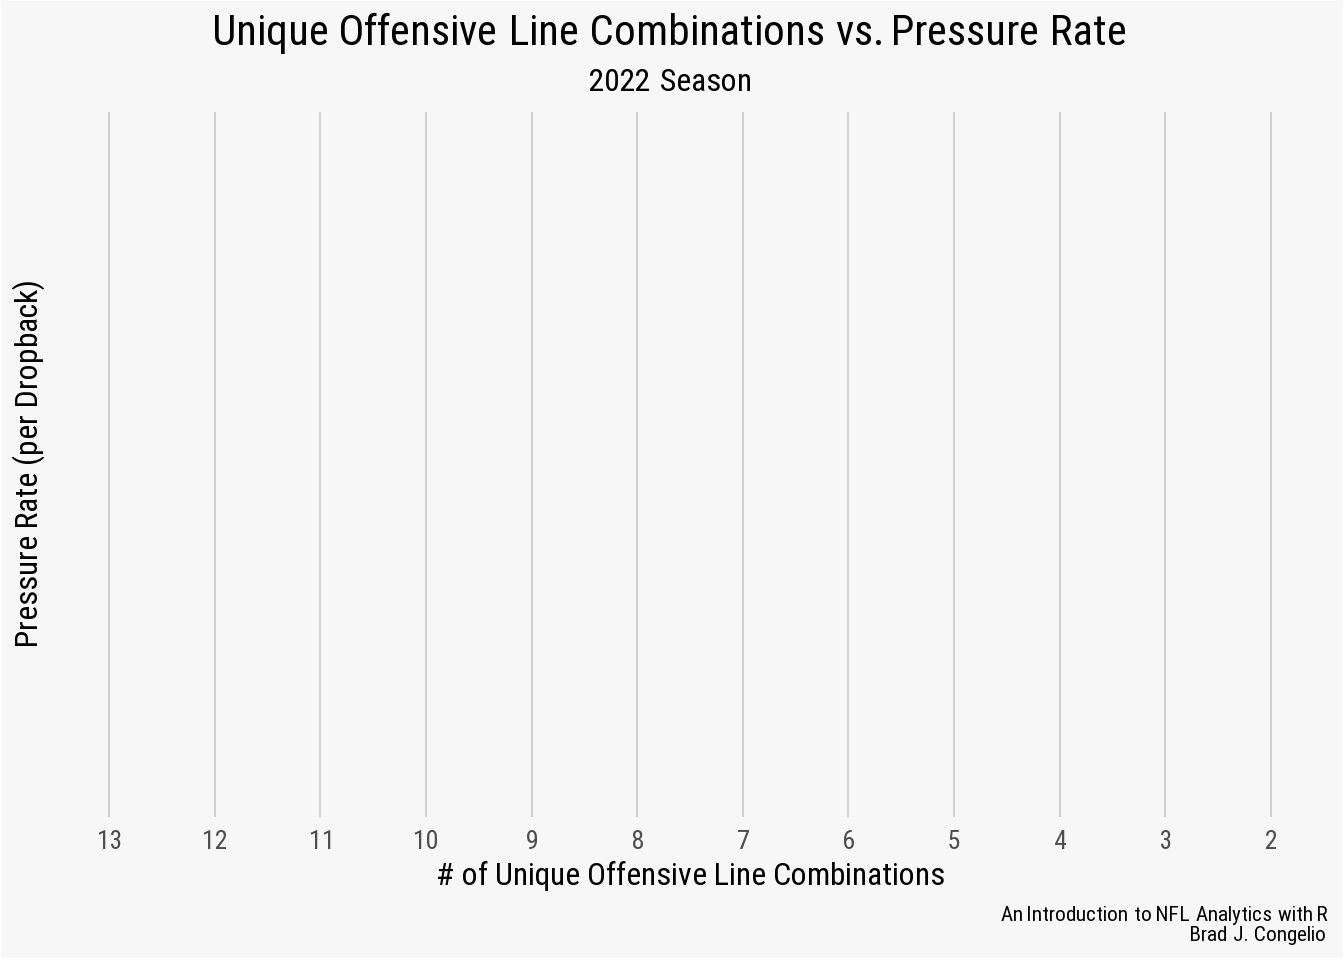 Unique Offensive Line Combinations vs. Pressure Rate
2022 Season
Pressure Rate (per Dropback)
13 12 11 10 9 8 7 6 5 4 3 2
# of Unique Offensive Line Combinations
An Introduction to NFL Analytics with R
Brad J. Congelio